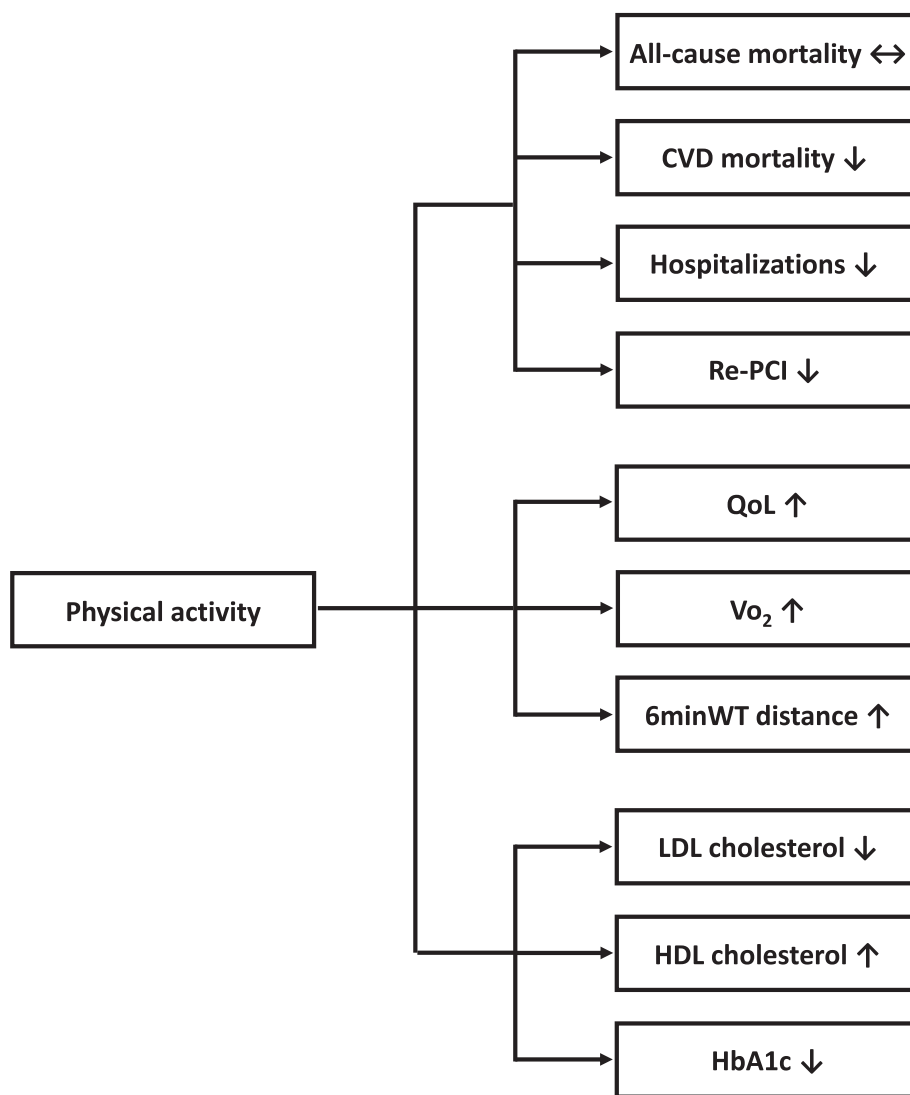 All-cause mortality ↔
CVD mortality ↓
Hospitalizations ↓
Re-PCI ↓
QoL ↑
Physical activity
Vo₂ ↑
6minWT distance ↑
LDL cholesterol ↓
HDL cholesterol ↑
HbA1c ↓